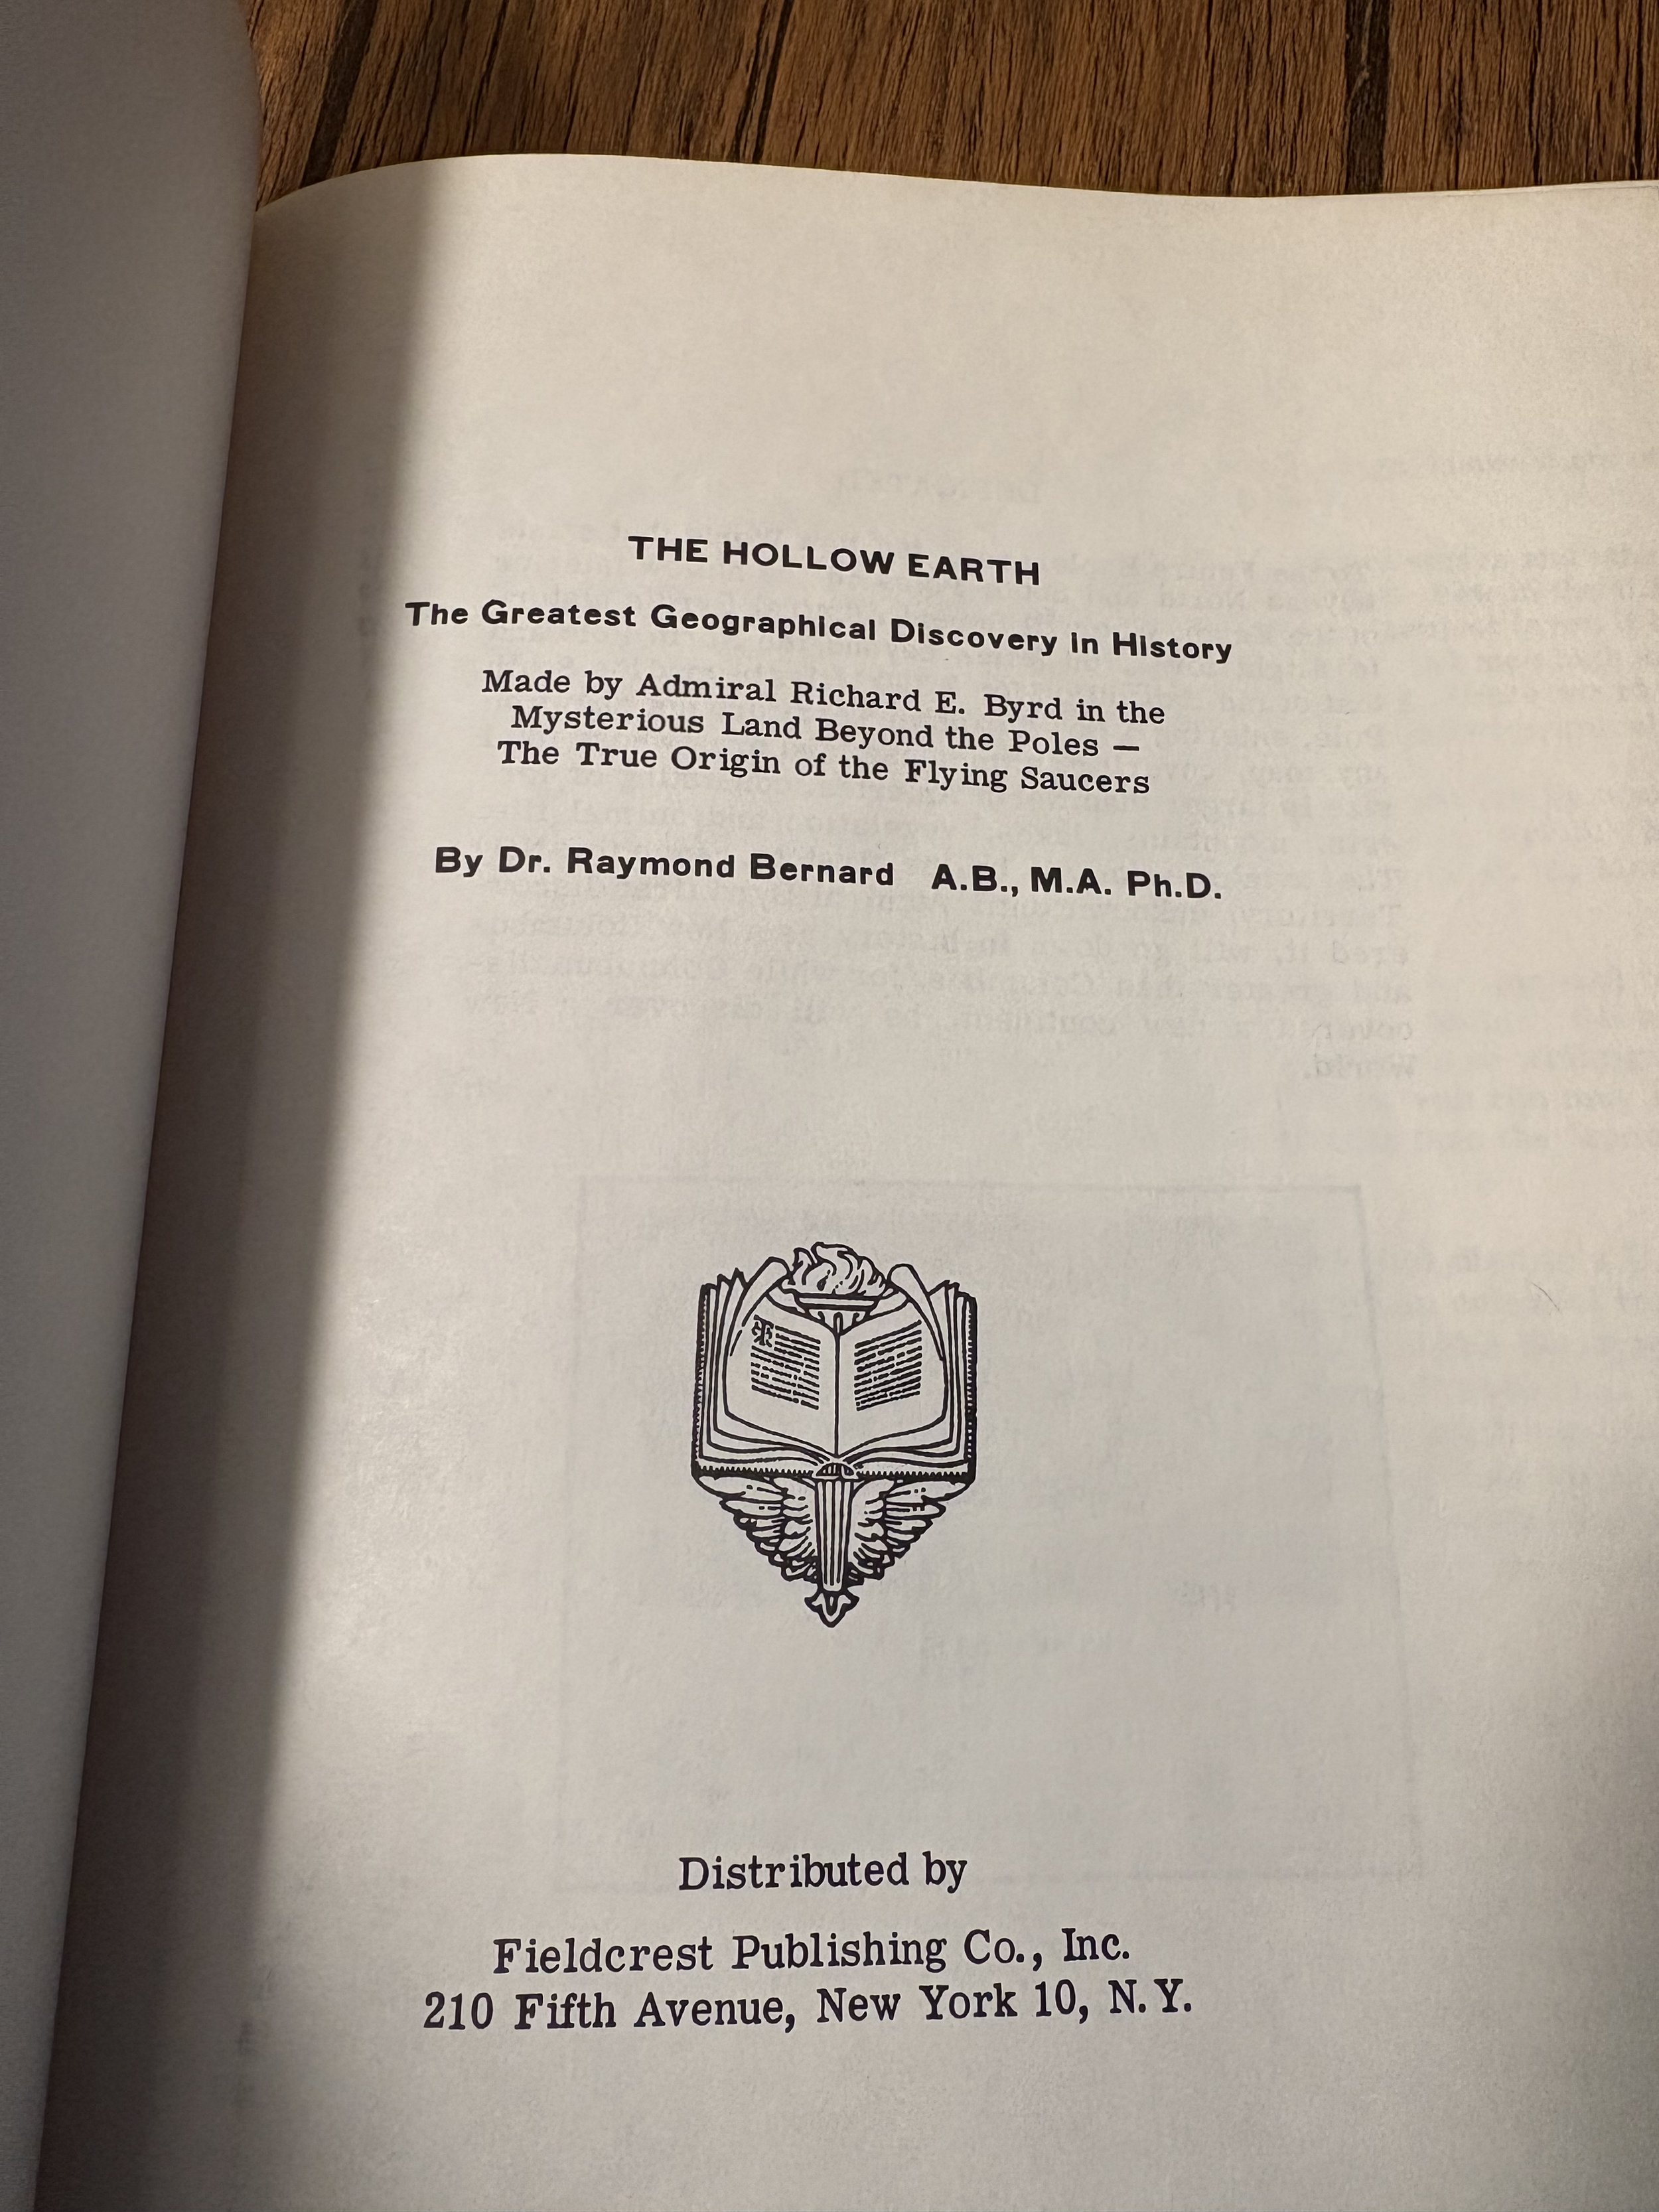 THE HOLLOW EARTH
The Greatest Geographical Discovery in History
Made by Admiral Richard E. Byrd in the
Mysterious Land Beyond the Poles —
The True Origin of the Flying Saucers
By Dr. Raymond Bernard A.B., M.A. Ph.D.
Distributed by
Fieldcrest Publishing Co., Inc.
210 Fifth Avenue, New York 10, N.Y.